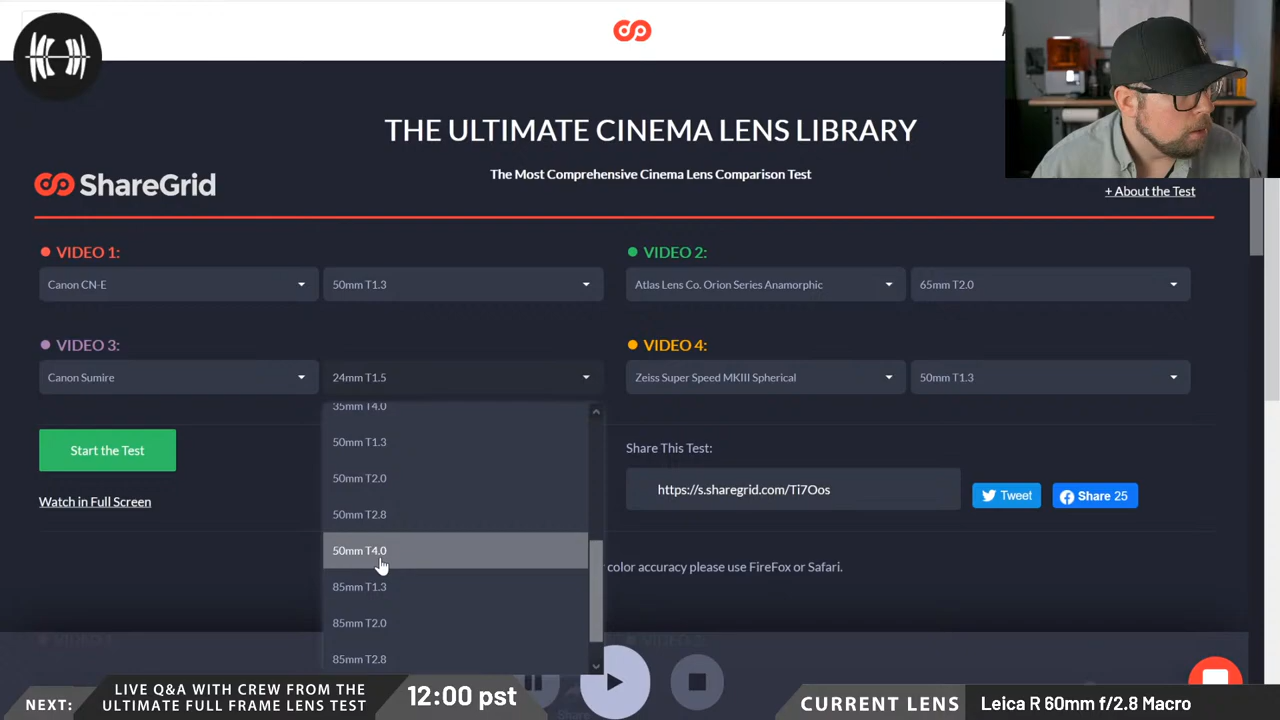 THE ULTIMATE CINEMA LENS LIBRARY
ShareGrid
The Most Comprehensive Cinema Lens Comparison Test
+ About the Test
VIDEO 1:
Canon CN-E
50mm T1.3
VIDEO 2:
Atlas Lens Co. Orion Series Anamorphic
65mm T2.0
VIDEO 3:
Canon Sumire
24mm T1.5
VIDEO 4:
Zeiss Super Speed MKIII Spherical
50mm T1.3
35mm T4.0
50mm T1.3
50mm T2.0
50mm T2.8
50mm T4.0
85mm T1.3
85mm T2.0
85mm T2.8
Start the Test
Watch in Full Screen
Share This Test:
https://s.sharegrid.com/Ti7Oos
Tweet
Share 25
color accuracy please use FireFox or Safari.
Share
NEXT:
LIVE Q&A WITH CREW FROM THE
ULTIMATE FULL FRAME LENS TEST
12:00 pst
CURRENT LENS
Leica R 60mm f/2.8 Macro